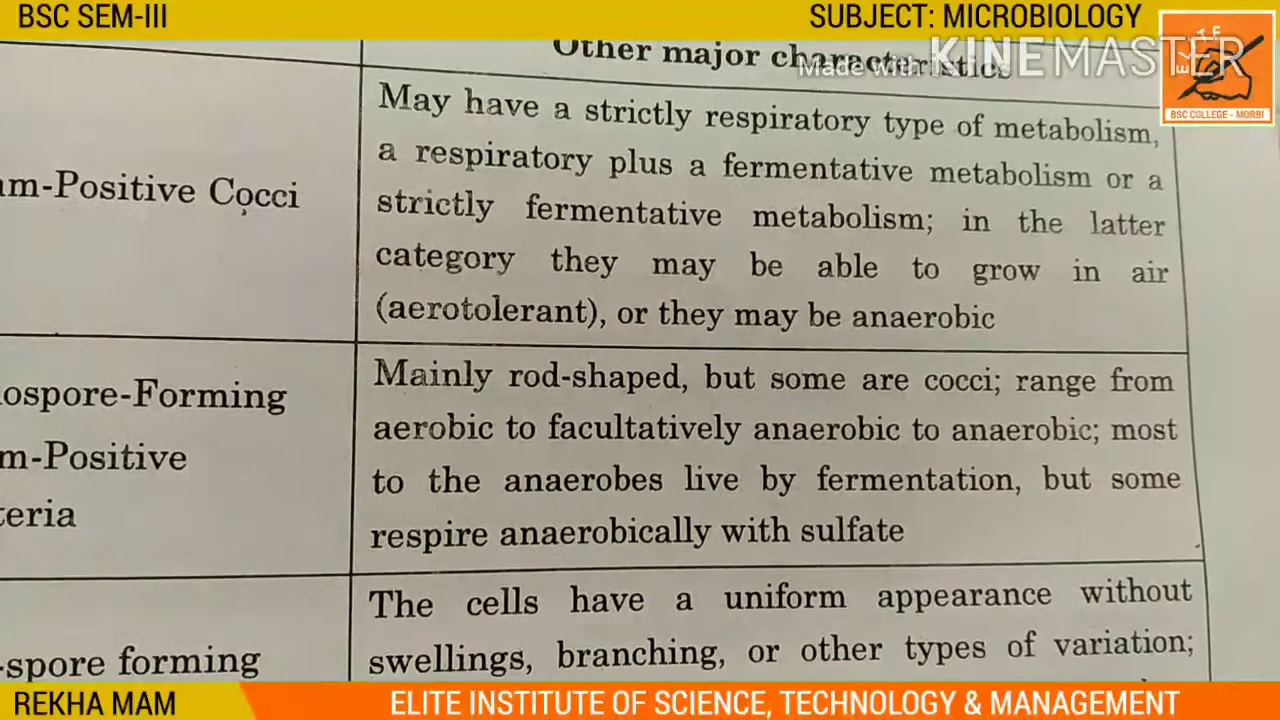 BSC SEM-III
SUBJECT: MICROBIOLOGY
Other major characteristics
Made with
KINEMASTER
BSC COLLEGE - MORBI
am-Positive Cocci
May have a strictly respiratory type of metabolism,
a respiratory plus a fermentative metabolism or a
strictly fermentative metabolism; in the latter
category they may be able to grow in air
(aerotolerant), or they may be anaerobic
ospore-Forming
m-Positive
teria
Mainly rod-shaped, but some are cocci; range from
aerobic to facultatively anaerobic to anaerobic; most
to the anaerobes live by fermentation, but some
respire anaerobically with sulfate
-spore forming
The cells have a uniform appearance without
swellings, branching, or other types of variation;
REKHA MAM
ELITE INSTITUTE OF SCIENCE, TECHNOLOGY & MANAGEMENT